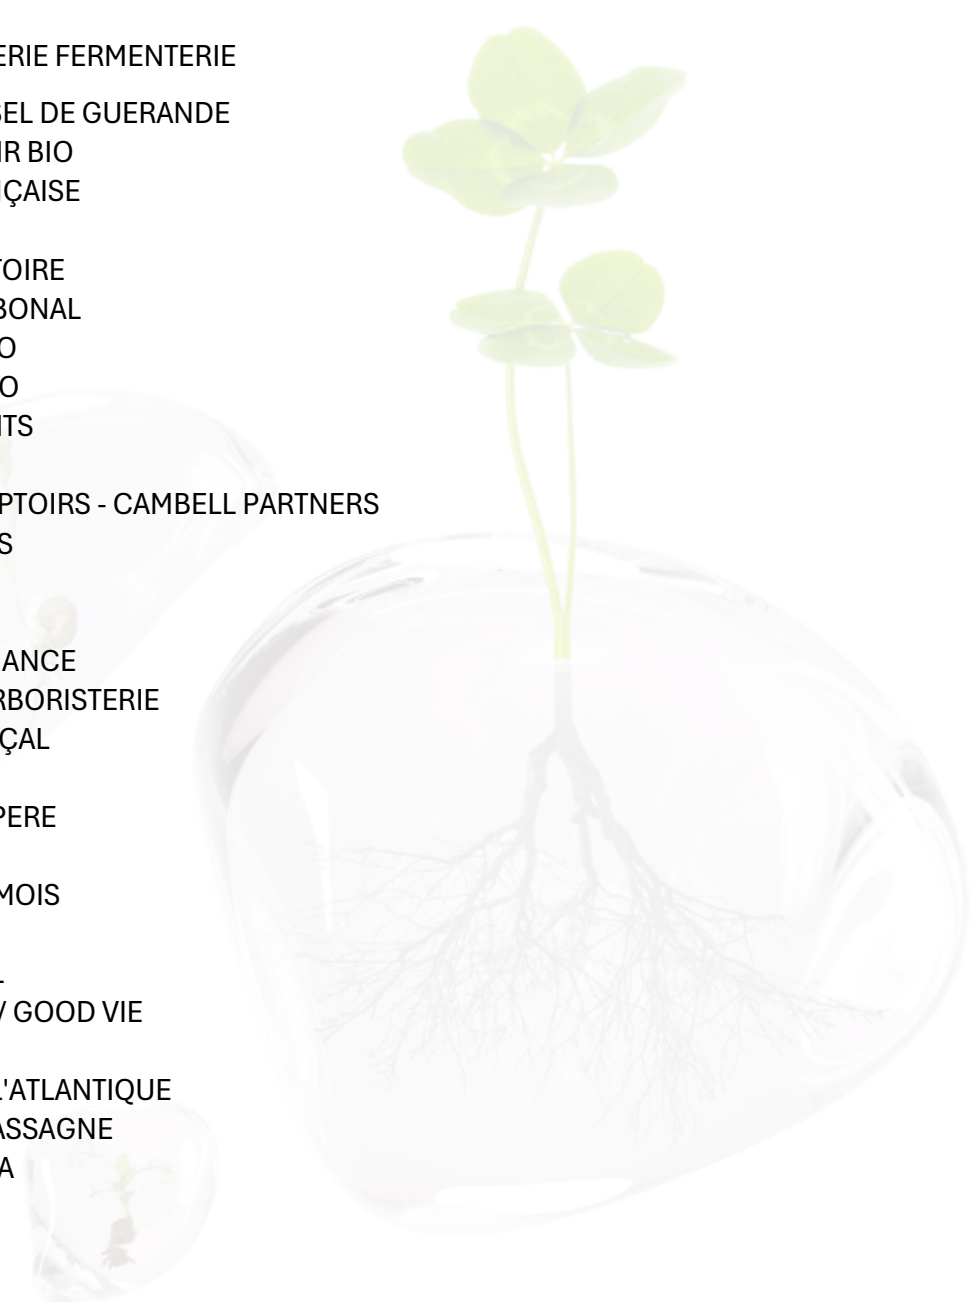 ERIE FERMENTERIE
SEL DE GUERANDE
IR BIO
ÇAISE
TOIRE
BONAL
O
O
ITS
PTOIRS - CAMBELL PARTNERS
S
ANCE
RBORISTERIE
ÇAL
PERE
MOIS
/ GOOD VIE
L'ATLANTIQUE
ASSAGNE
A